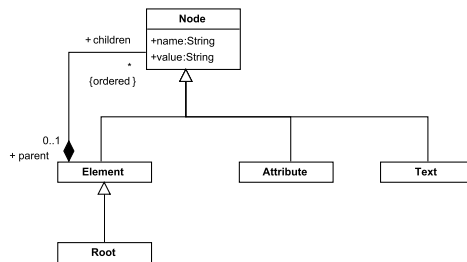 Node
+ children
+name:String
+value:String
*
{ordered }
0..1
+ parent
Element
Attribute
Text
Root